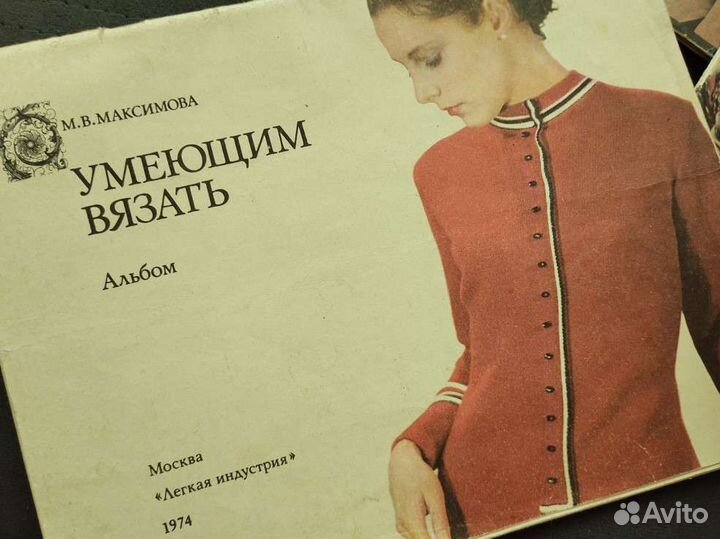 М.В.МАКСИМОВА
УМЕЮЩИМ
ВЯЗАТЬ
Альбом
Москва
«Легкая индустрия»
1974
Avito